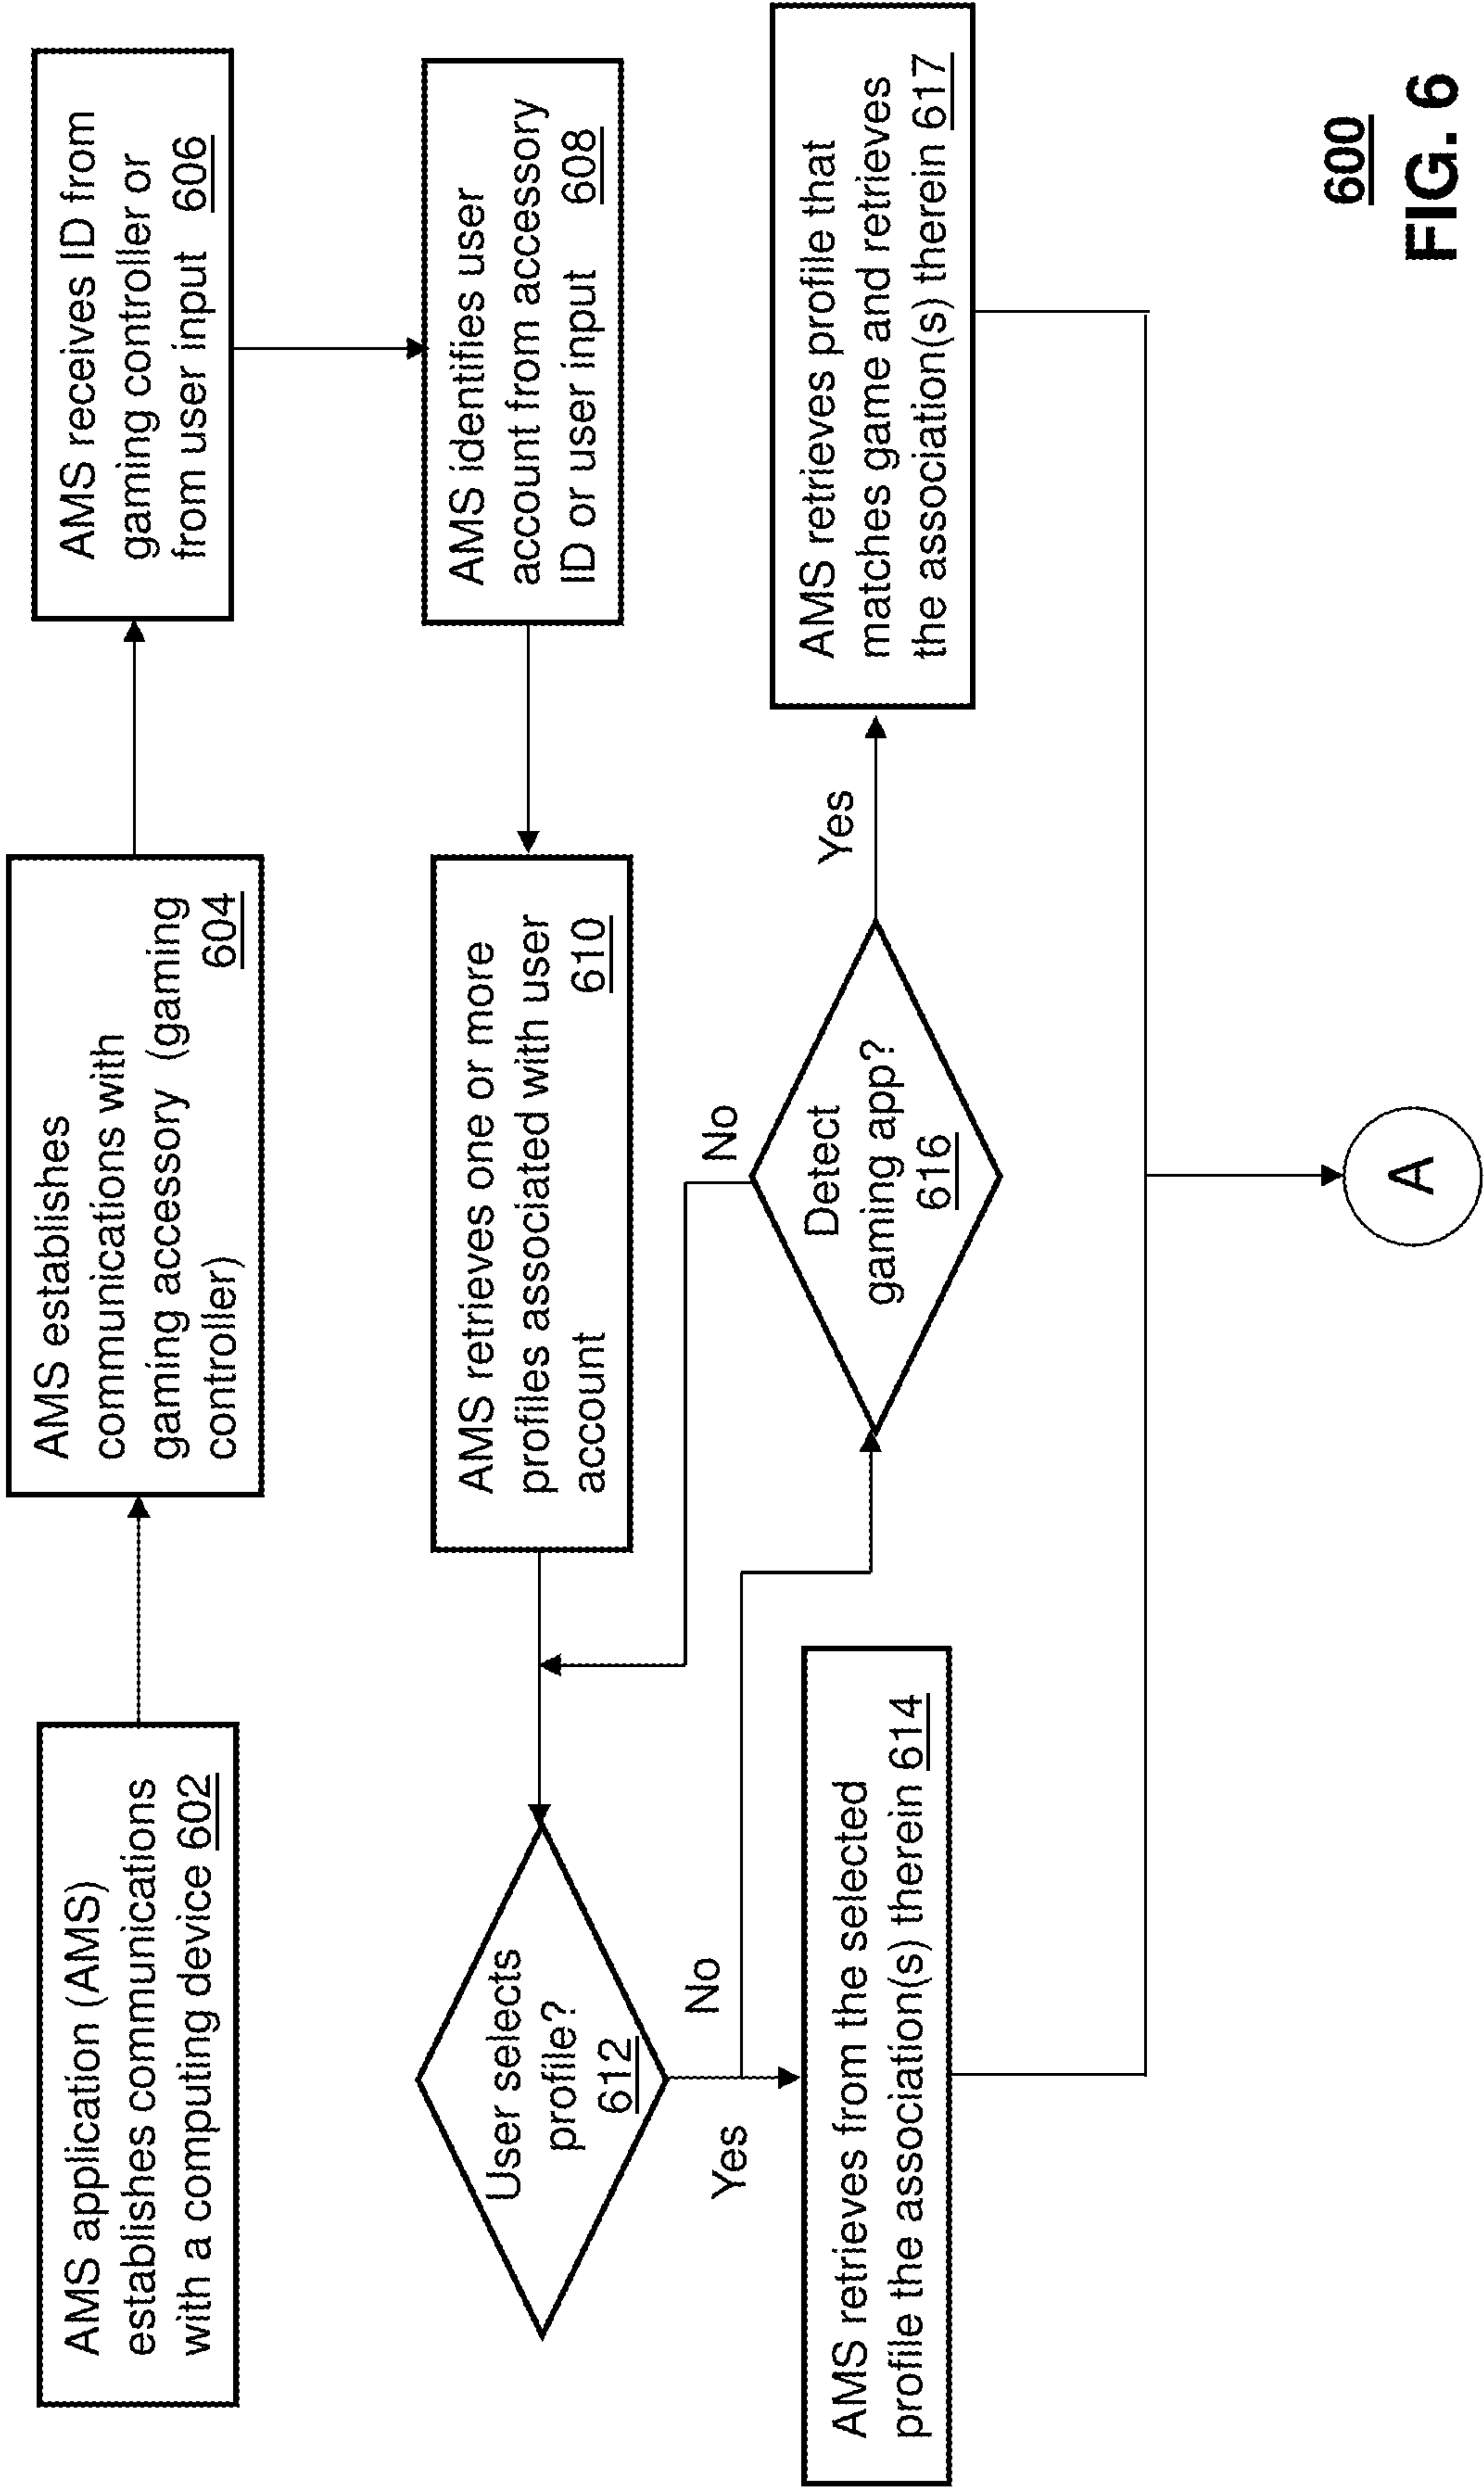 AMS application (AMS)
establishes communications
with a computing device 602
AMS establishes
communications with
gaming accessory (gaming
controller) 604
AMS receives ID from
gaming controller or
from user input 606
AMS identifies user
account from accessory
ID or user input 608
AMS retrieves one or more
profiles associated with user
account 610
User selects
profile?
612
Yes
No
AMS retrieves from the selected
profile the association(s) therein 614
Detect
gaming app?
616
No
Yes
AMS retrieves profile that
matches game and retrieves
the association(s) therein 617
A
600
FIG. 6